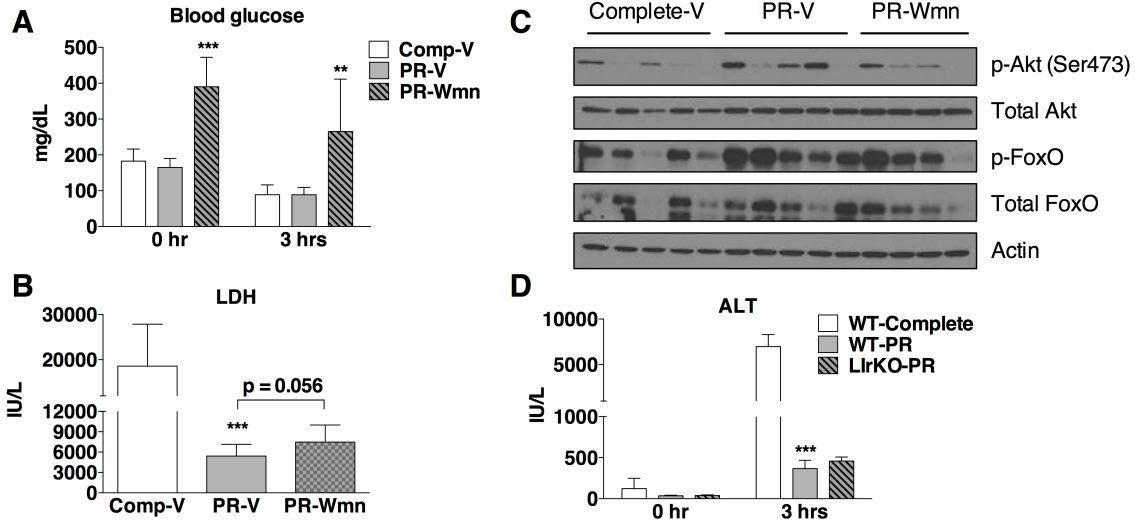 A
Blood glucose
500
400
300
200
100
0
mg/dL
***
**
0 hr
3 hrs
Comp-V
PR-V
PR-Wmn
C
Complete-V
PR-V
PR-Wmn
p-Akt (Ser473)
Total Akt
p-FoxO
Total FoxO
Actin
B
LDH
30000
20000
12000
9000
6000
3000
0
IU/L
p = 0.056
***
Comp-V
PR-V
PR-Wmn
D
ALT
10000
5000
1000
500
0
IU/L
***
0 hr
3 hrs
WT-Complete
WT-PR
LIrKO-PR